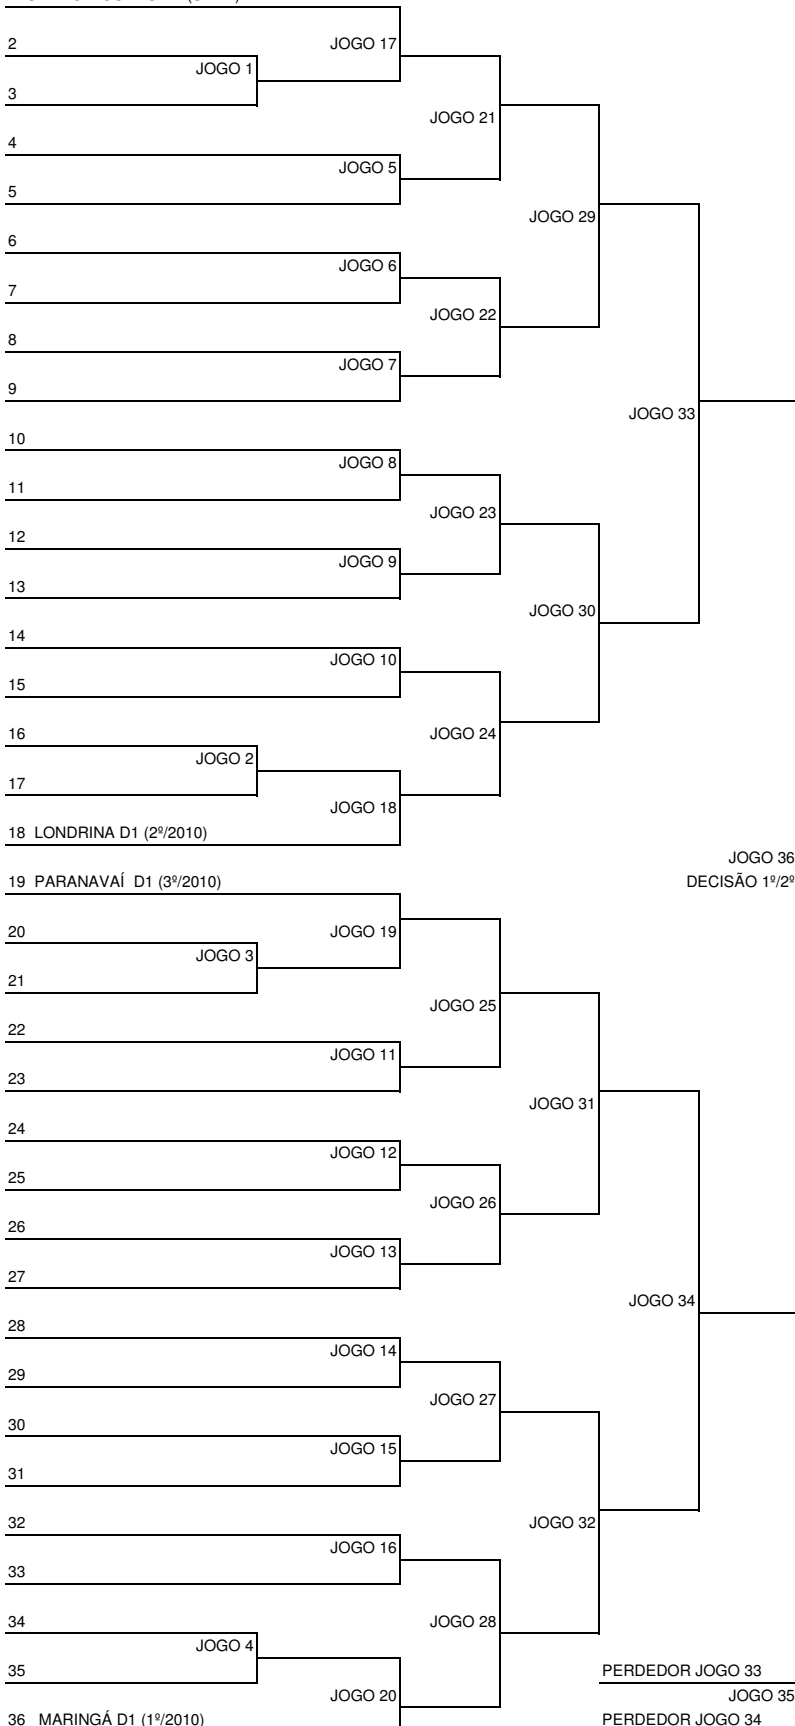 2
JOGO 17
JOGO 1
3
JOGO 21
4
JOGO 5
5
JOGO 29
6
JOGO 6
7
JOGO 22
8
JOGO 7
9
JOGO 33
10
JOGO 8
11
JOGO 23
12
JOGO 9
13
JOGO 30
14
JOGO 10
15
16
JOGO 24
JOGO 2
17
JOGO 18
18 LONDRINA D1 (2º/2010)
JOGO 36
19 PARANAVAÍ D1 (3º/2010)
DECISÃO 1º/2º
20
JOGO 19
JOGO 3
21
JOGO 25
22
JOGO 11
23
JOGO 31
24
JOGO 12
25
JOGO 26
26
JOGO 13
27
JOGO 34
28
JOGO 14
29
JOGO 27
30
JOGO 15
31
32
JOGO 32
JOGO 16
33
34
JOGO 28
JOGO 4
35
PERDEDOR JOGO 33
JOGO 20
JOGO 35
36 MARINGÁ D1 (1º/2010)
PERDEDOR JOGO 34